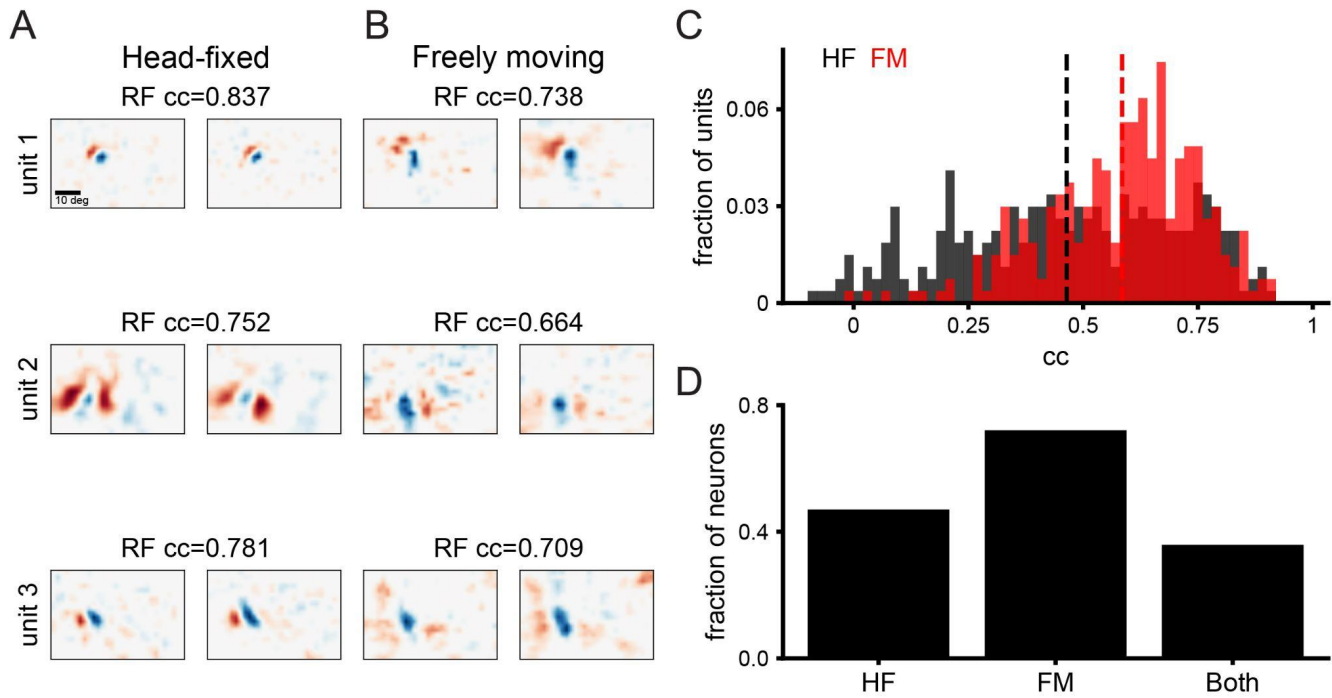 A
Head-fixed
RF cc=0.837
unit 1
10 deg
RF cc=0.752
unit 2
RF cc=0.781
unit 3
B
Freely moving
RF cc=0.738
RF cc=0.664
RF cc=0.709
C
HF FM
fraction of units
0.06
0.03
0
0
0.25
0.5
0.75
1
cc
D
fraction of neurons
0.8
0.4
0.0
HF
FM
Both